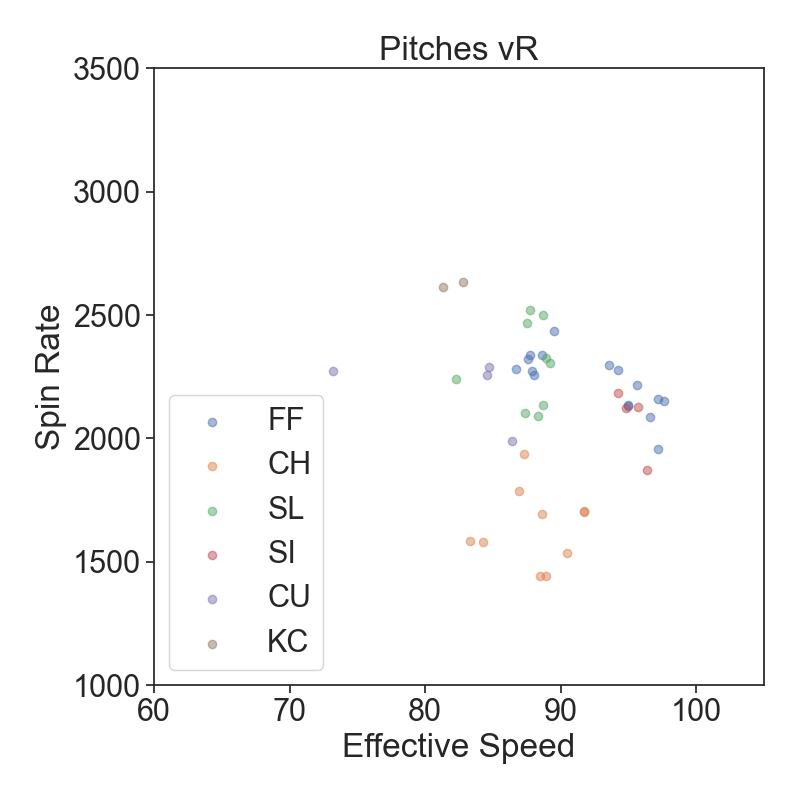 Pitches vR
3500
3000
2500
2000
1500
1000
Spin Rate
FF
CH
SL
SI
CU
KC
60 70 80 90 100
Effective Speed